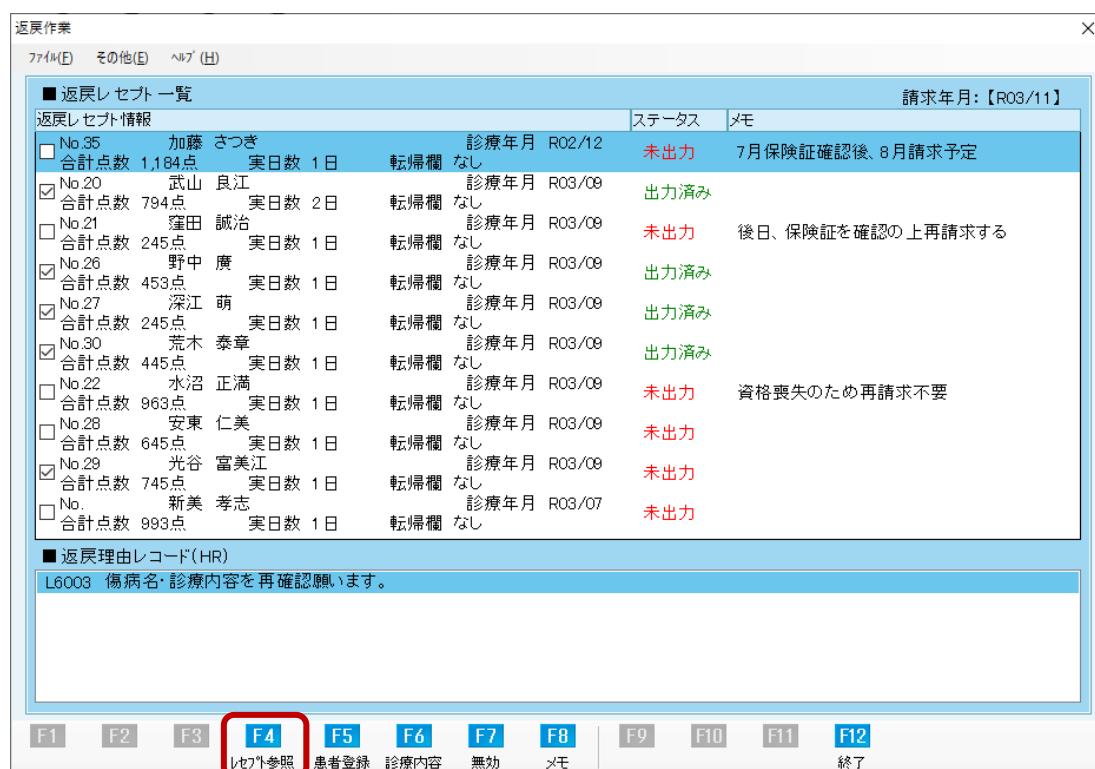 返戻作業
ﾌｧｲﾙ(F) その他(E) ﾍﾙﾌﾟ(H)
■返戻レセプト一覧 請求年月:【R03/11】
返戻レセプト情報 ステータス メモ
No.35 加藤 さつき 診療年月 R02/12
合計点数 1,184点 実日数 1日 転帰欄 なし
未出力 7月保険証確認後、8月請求予定
No.20 武山 良江 診療年月 R03/09
合計点数 794点 実日数 2日 転帰欄 なし
出力済み
No.21 窪田 誠治 診療年月 R03/09
合計点数 245点 実日数 1日 転帰欄 なし
未出力 後日、保険証を確認の上再請求する
No.26 野中 廣 診療年月 R03/09
合計点数 453点 実日数 1日 転帰欄 なし
出力済み
No.27 深江 萌 診療年月 R03/09
合計点数 245点 実日数 1日 転帰欄 なし
出力済み
No.30 荒木 泰章 診療年月 R03/09
合計点数 445点 実日数 1日 転帰欄 なし
出力済み
No.22 水沼 正満 診療年月 R03/09
合計点数 963点 実日数 1日 転帰欄 なし
未出力 資格喪失のため再請求不要
No.28 安東 仁美 診療年月 R03/09
合計点数 645点 実日数 1日 転帰欄 なし
未出力
No.29 光谷 富美江 診療年月 R03/09
合計点数 745点 実日数 1日 転帰欄 なし
未出力
No. 新美 孝志 診療年月 R03/07
合計点数 993点 実日数 1日 転帰欄 なし
未出力
■返戻理由レコード(HR)
L6003 傷病名・診療内容を再確認願います。
F1 F2 F3 F4 F5 F6 F7 F8 F9 F10 F11 F12
ﾚｾﾌﾟﾄ参照 患者登録 診療内容 無効 メモ 終了